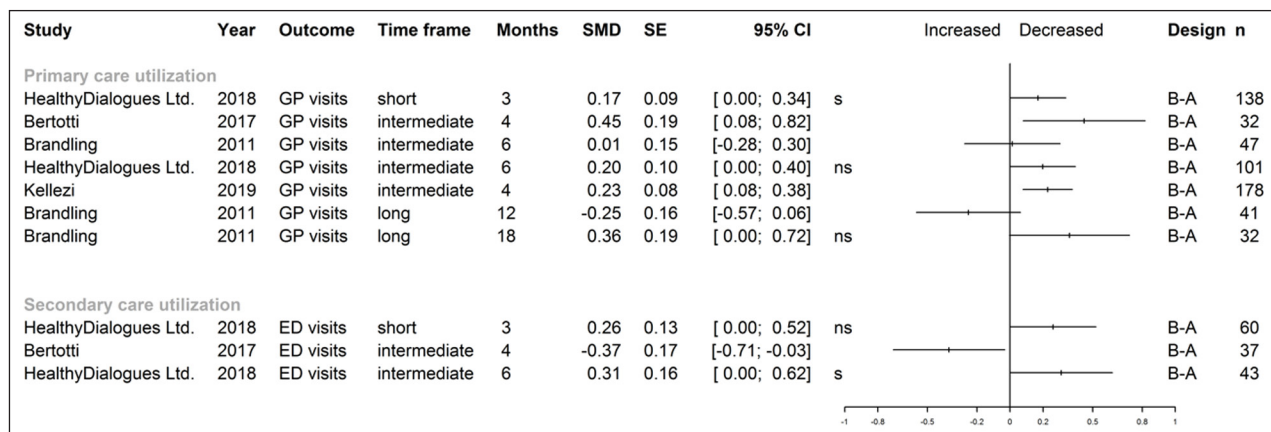 Study Year Outcome Time frame Months SMD SE 95% CI Increased Decreased Design n
Primary care utilization
HealthyDialogues Ltd. 2018 GP visits short 3 0.17 0.09 [ 0.00; 0.34] s B-A 138
Bertotti 2017 GP visits intermediate 4 0.45 0.19 [ 0.08; 0.82] B-A 32
Brandling 2011 GP visits intermediate 6 0.01 0.15 [-0.28; 0.30] B-A 47
HealthyDialogues Ltd. 2018 GP visits intermediate 6 0.20 0.10 [ 0.00; 0.40] ns B-A 101
Kellezi 2019 GP visits intermediate 4 0.23 0.08 [ 0.08; 0.38] B-A 178
Brandling 2011 GP visits long 12 -0.25 0.16 [-0.57; 0.06] B-A 41
Brandling 2011 GP visits long 18 0.36 0.19 [ 0.00; 0.72] ns B-A 32
Secondary care utilization
HealthyDialogues Ltd. 2018 ED visits short 3 0.26 0.13 [ 0.00; 0.52] ns B-A 60
Bertotti 2017 ED visits intermediate 4 -0.37 0.17 [-0.71; -0.03] B-A 37
HealthyDialogues Ltd. 2018 ED visits intermediate 6 0.31 0.16 [ 0.00; 0.62] s B-A 43
-1 -0.8 -0.5 -0.2 0 0.2 0.5 0.8 1